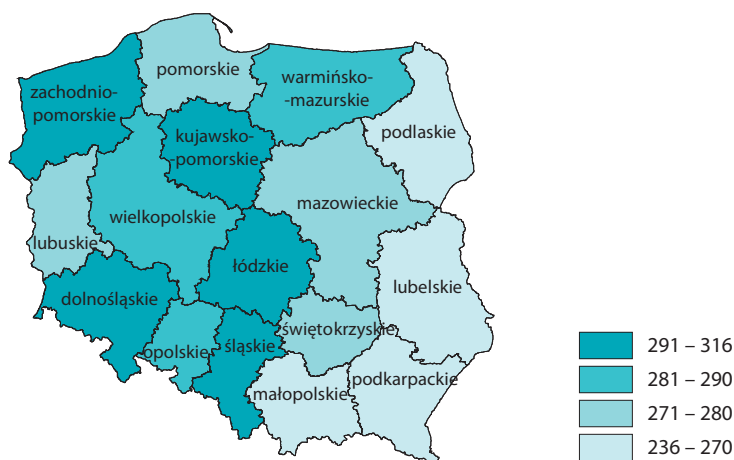 pomorskie
warmińsko-
-mazurskie
zachodnio-
pomorskie
podlaskie
kujawsko-
-pomorskie
mazowieckie
wielkopolskie
lubuskie
łódzkie
lubelskie
dolnośląskie
świętokrzyskie
opolskie
śląskie
podkarpackie
małopolskie
291 – 316
281 – 290
271 – 280
236 – 270